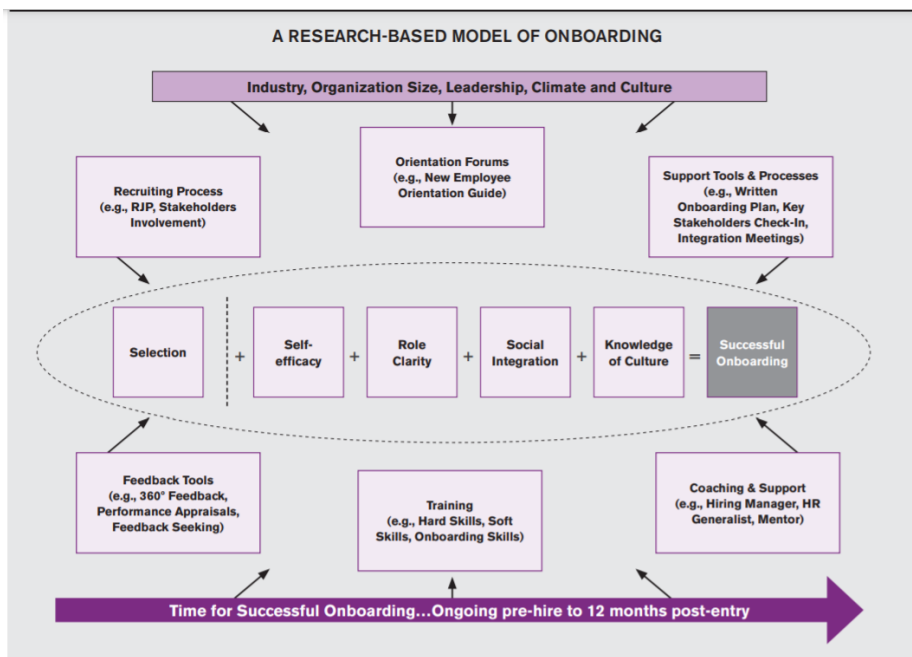 A RESEARCH-BASED MODEL OF ONBOARDING
Industry, Organization Size, Leadership, Climate and Culture
Orientation Forums
(e.g., New Employee
Orientation Guide)
Recruiting Process
(e.g., RJP, Stakeholders
Involvement)
Support Tools & Processes
(e.g., Written
Onboarding Plan, Key
Stakeholders Check-In,
Integration Meetings)
Selection
+
Self-
efficacy
+
Role
Clarity
+
Social
Integration
+
Knowledge
of Culture
=
Successful
Onboarding
Feedback Tools
(e.g., 360° Feedback,
Performance Appraisals,
Feedback Seeking)
Training
(e.g., Hard Skills, Soft
Skills, Onboarding Skills)
Coaching & Support
(e.g., Hiring Manager, HR
Generalist, Mentor)
Time for Successful Onboarding...Ongoing pre-hire to 12 months post-entry